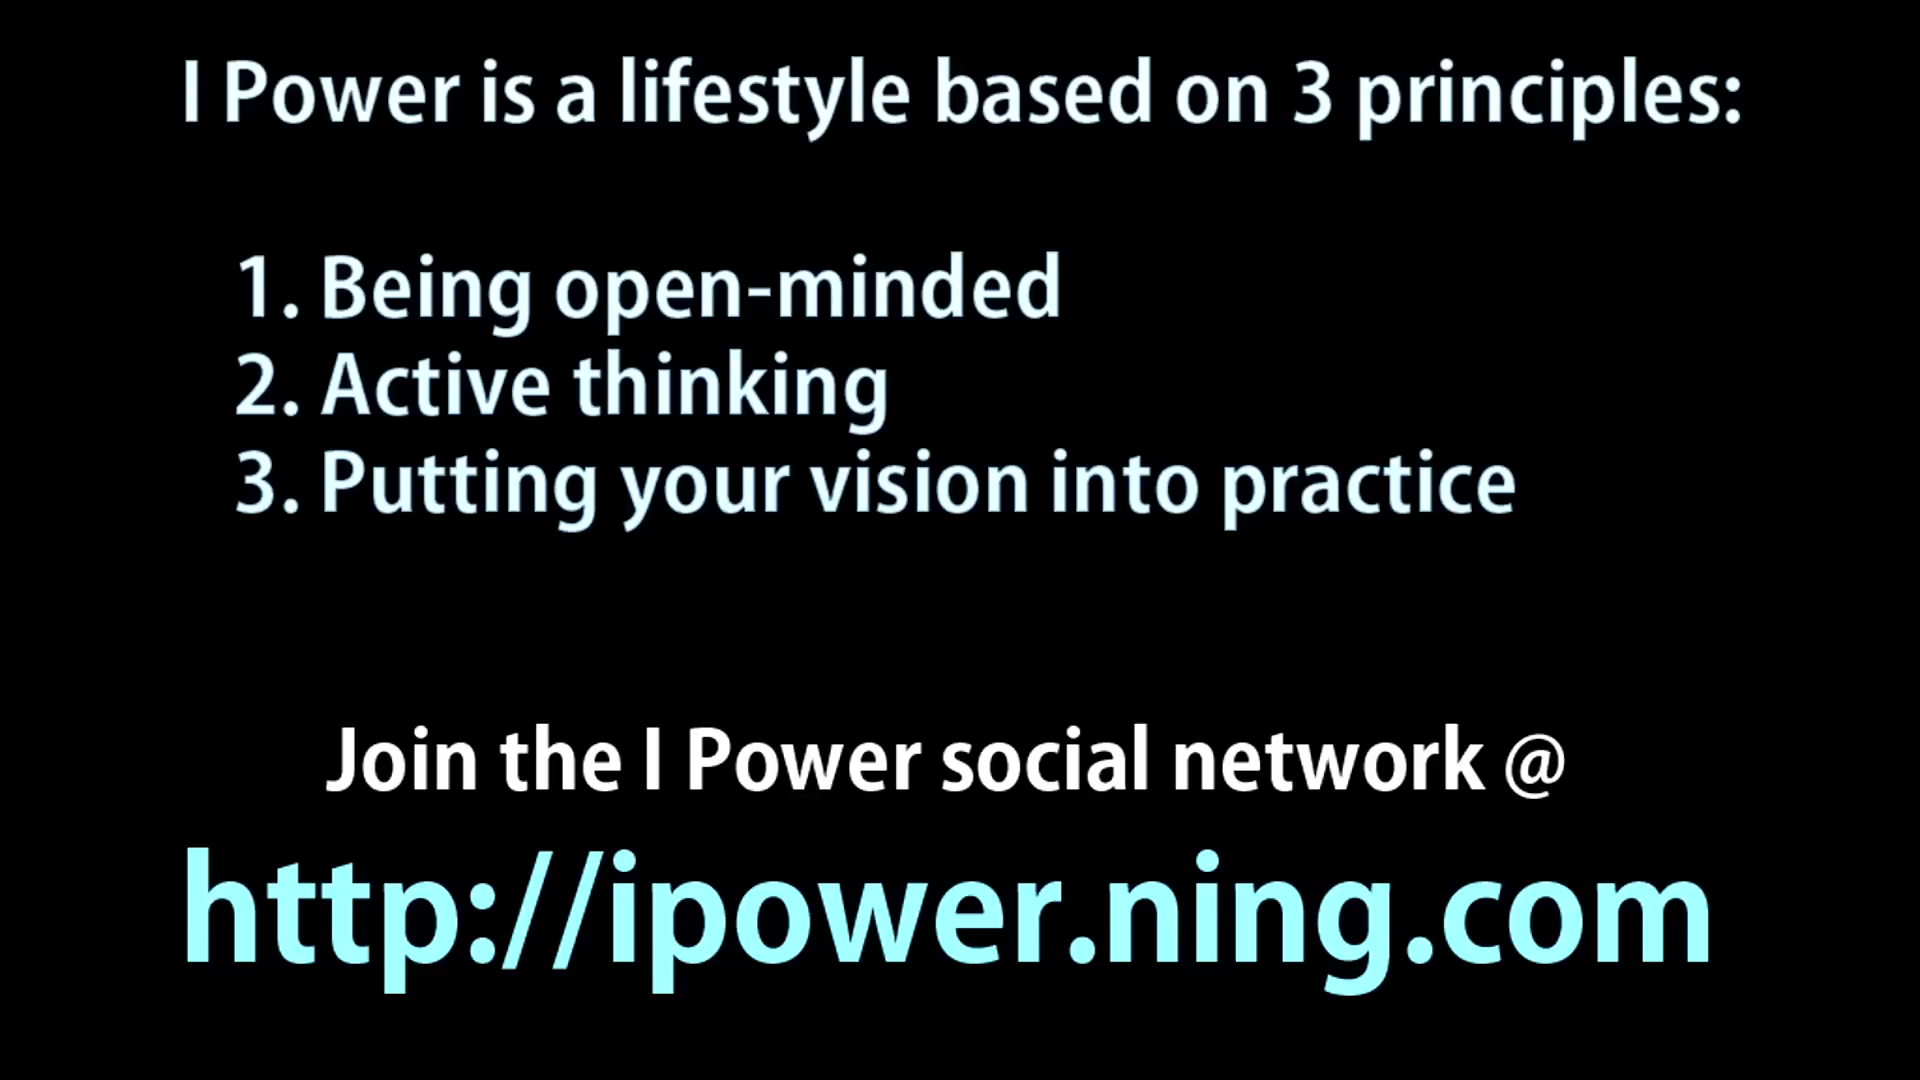 I Power is a lifestyle based on 3 principles:
1. Being open-minded
2. Active thinking
3. Putting your vision into practice
Join the I Power social network @
http://ipower.ning.com